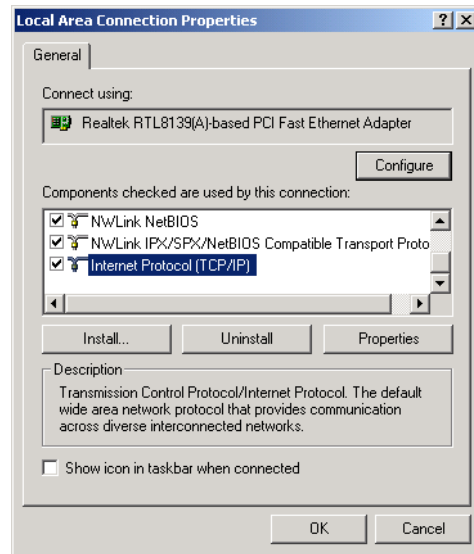 Local Area Connection Properties
General
Connect using:
Realtek RTL8139(A)-based PCI Fast Ethernet Adapter
Configure
Components checked are used by this connection:
NWLink NetBIOS
NWLink IPX/SPX/NetBIOS Compatible Transport Proto
Internet Protocol (TCP/IP)
Install... Uninstall Properties
Description
Transmission Control Protocol/Internet Protocol. The default
wide area network protocol that provides communication
across diverse interconnected networks.
Show icon in taskbar when connected
OK Cancel